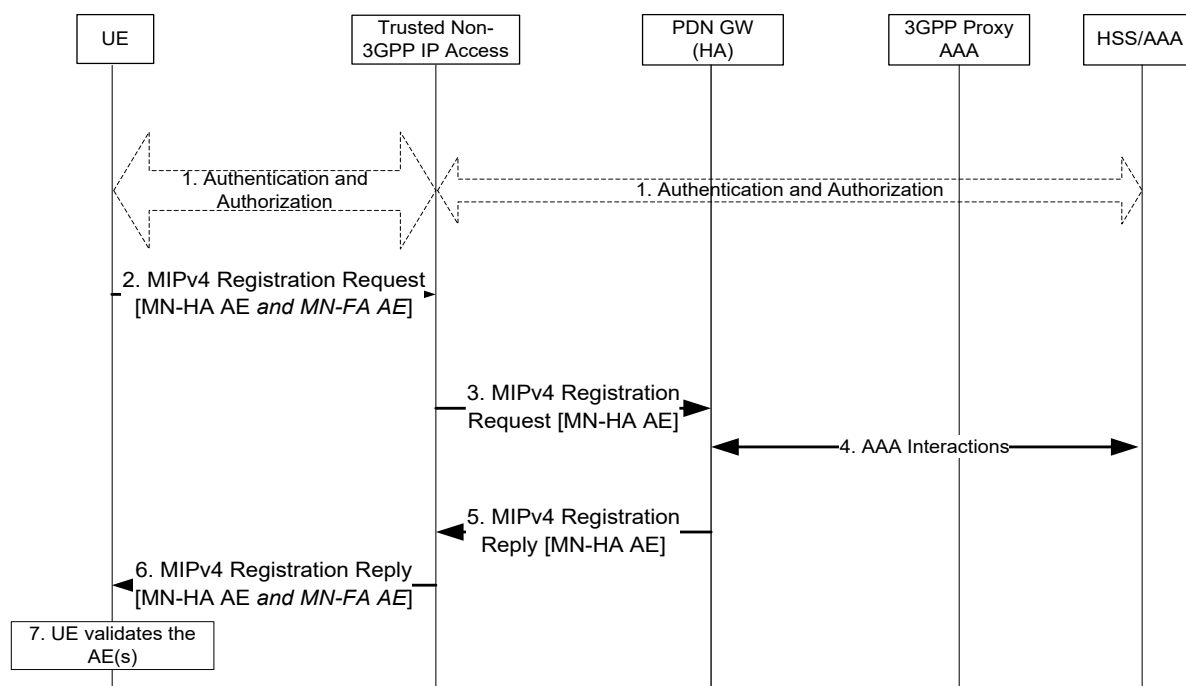 UE
Trusted Non-
3GPP IP Access
PDN GW
(HA)
3GPP Proxy
AAA
HSS/AAA
1. Authentication and
Authorization
1. Authentication and Authorization
2. MIPv4 Registration Request
[MN-HA AE and MN-FA AE]
3. MIPv4 Registration
Request [MN-HA AE]
4. AAA Interactions
5. MIPv4 Registration
Reply [MN-HA AE]
6. MIPv4 Registration Reply
[MN-HA AE and MN-FA AE]
7. UE validates the
AE(s)